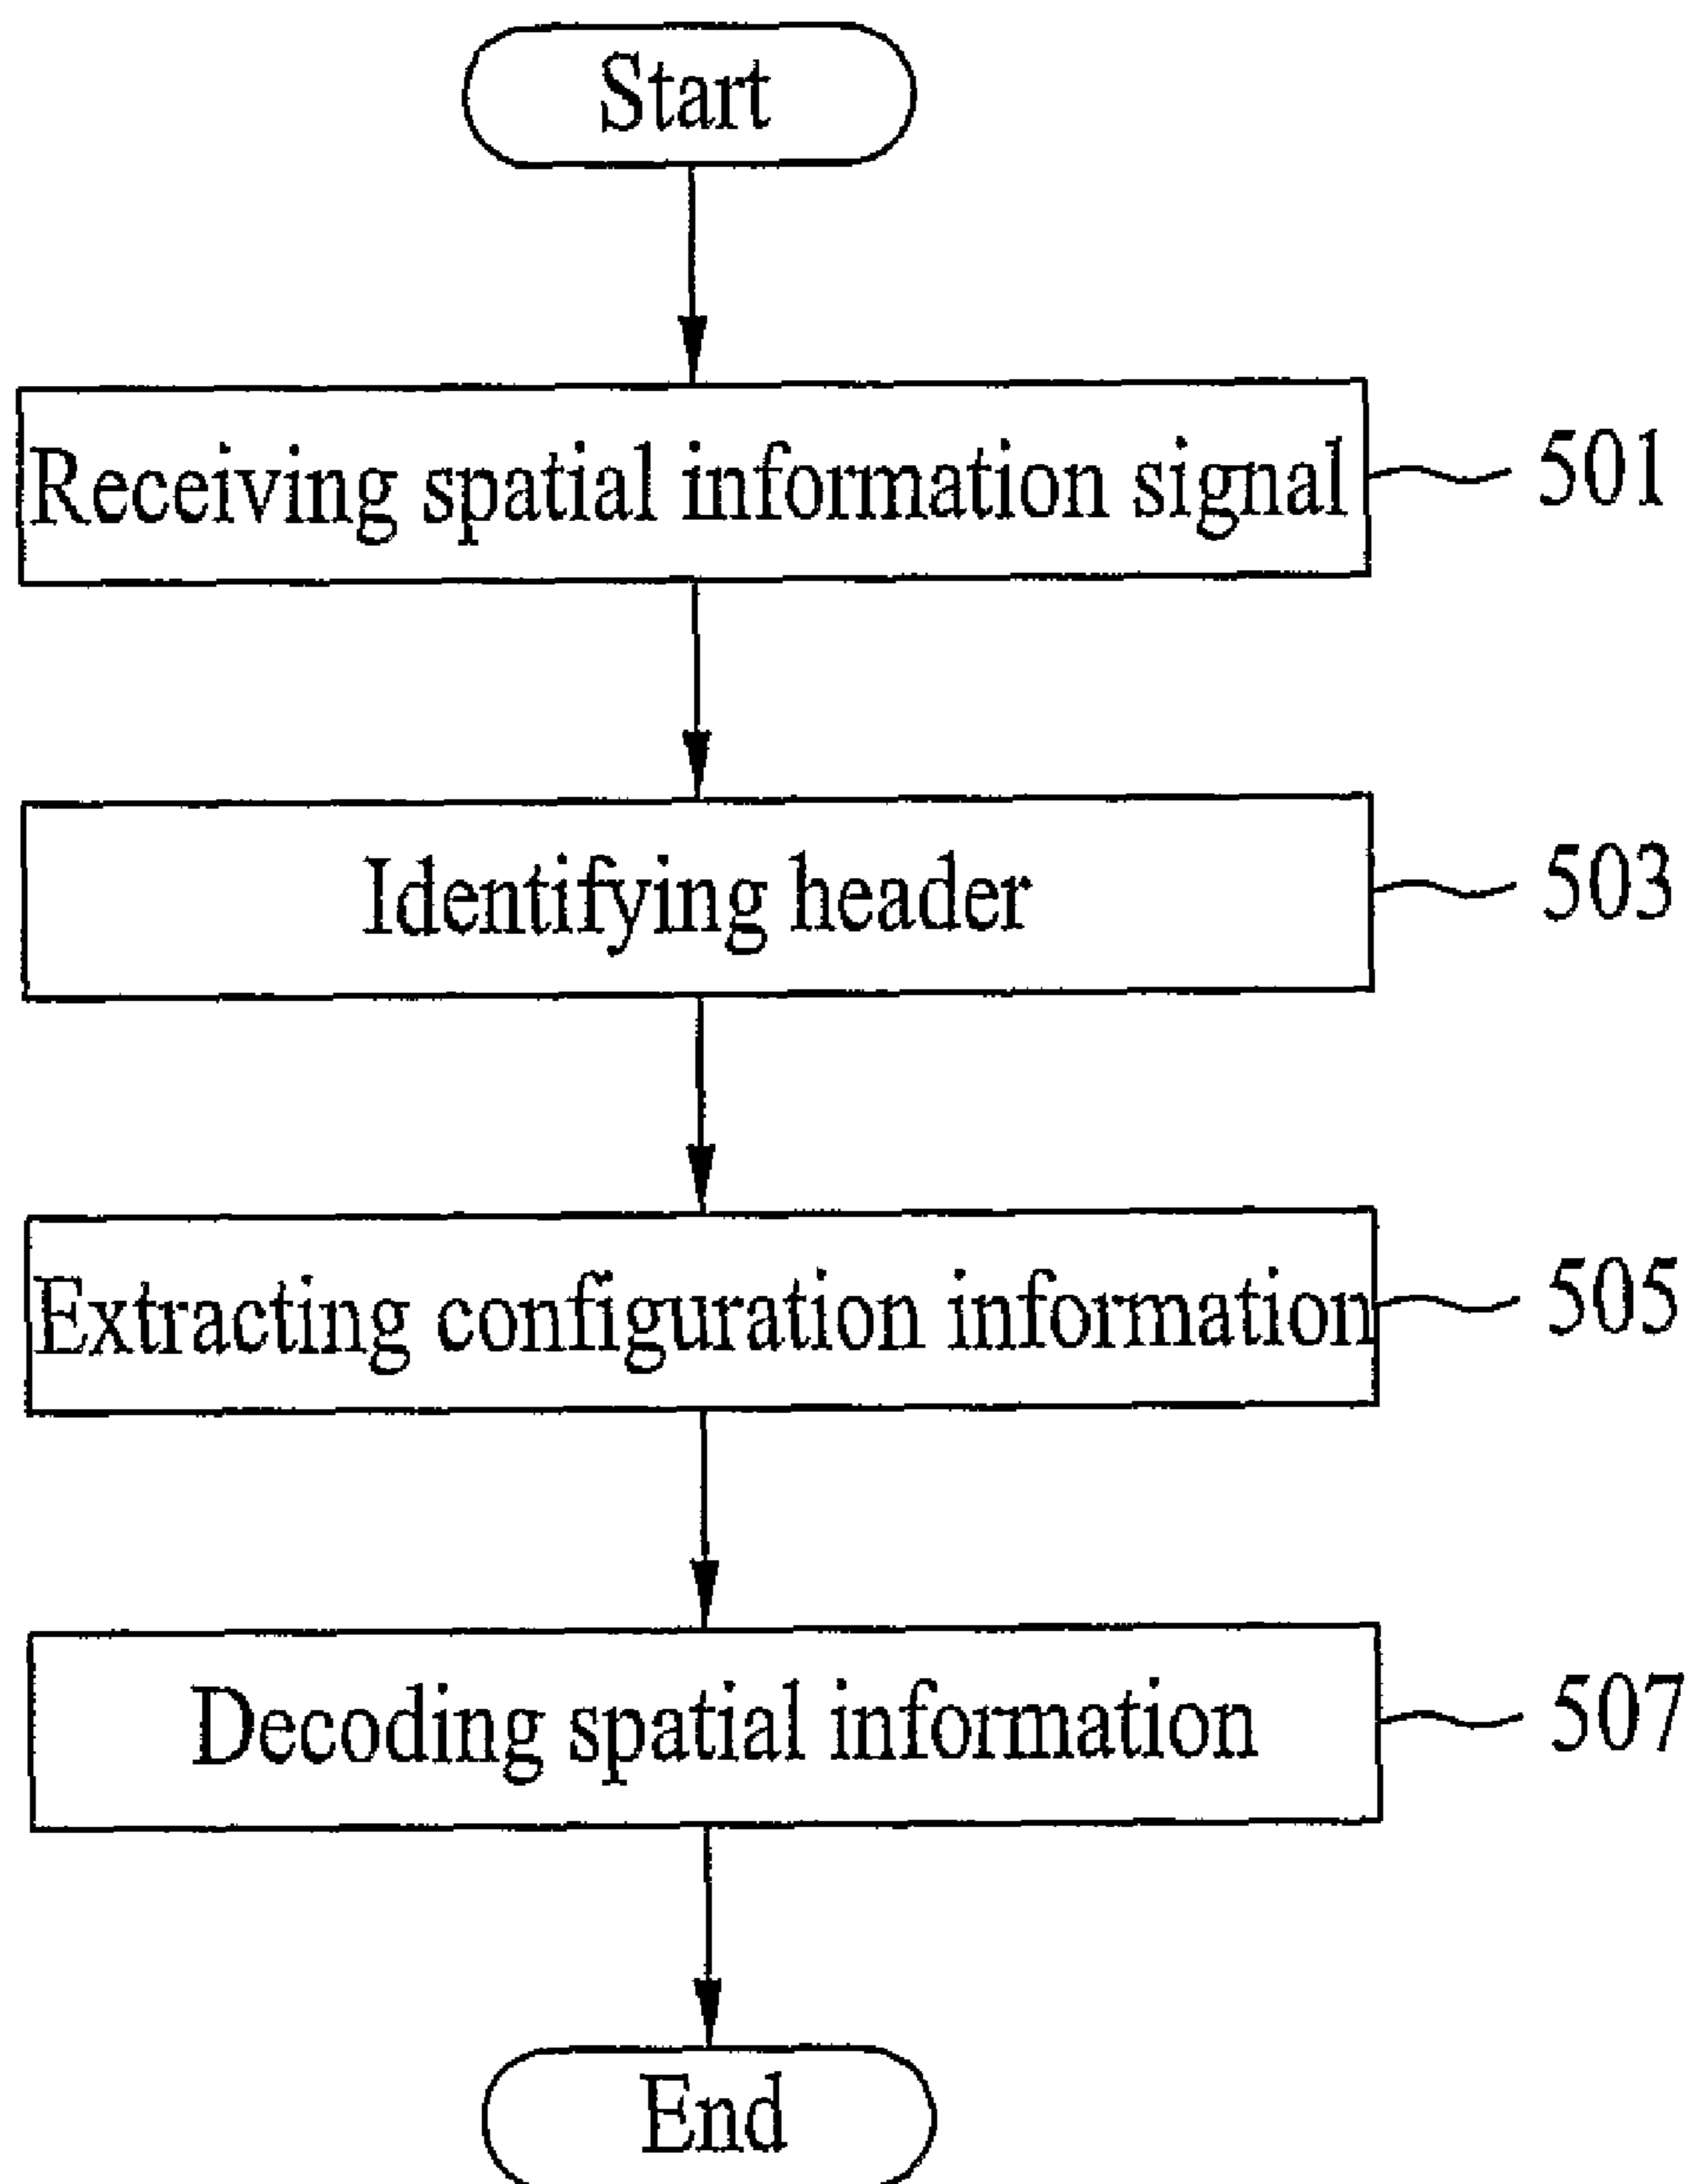 Start
Receiving spatial information signal
501
Identifying header
503
Extracting configuration information
505
Decoding spatial information
507
End